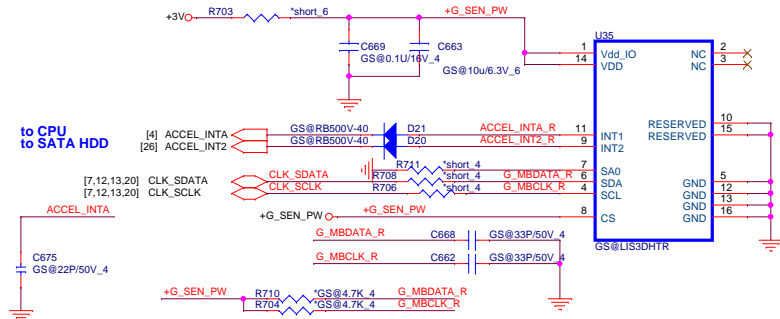 +3V R703 *short_6 +G_SEN_PW
C669 C663
GS@0.1U/16V_4 GS@10u/6.3V_6
U35
1 Vdd_IO NC 2
14 VDD NC 3
to CPU [4] ACCEL_INTA GS@RB500V-40 D21 ACCEL_INTA_R 11 INT1
to SATA HDD [26] ACCEL_INT2 GS@RB500V-40 D20 ACCEL_INT2_R 9 INT2
RESERVED 10
RESERVED 15
R711 *short_4 7 SA0
[7,12,13,20] CLK_SDATA CLK_SDATA R708 *short_4 G_MBDATA_R 6 SDA
[7,12,13,20] CLK_SCLK CLK_SCLK R706 *short_4 G_MBCLK_R 4 SCL
GND 5
GND 12
GND 13
GND 16
+G_SEN_PW +G_SEN_PW 8 CS
GS@LIS3DHTR
ACCEL_INTA
C675
GS@22P/50V_4
G_MBDATA_R C668 GS@33P/50V_4
G_MBCLK_R C662 GS@33P/50V_4
+G_SEN_PW R710 *GS@4.7K_4 G_MBDATA_R
R704 *GS@4.7K_4 G_MBCLK_R